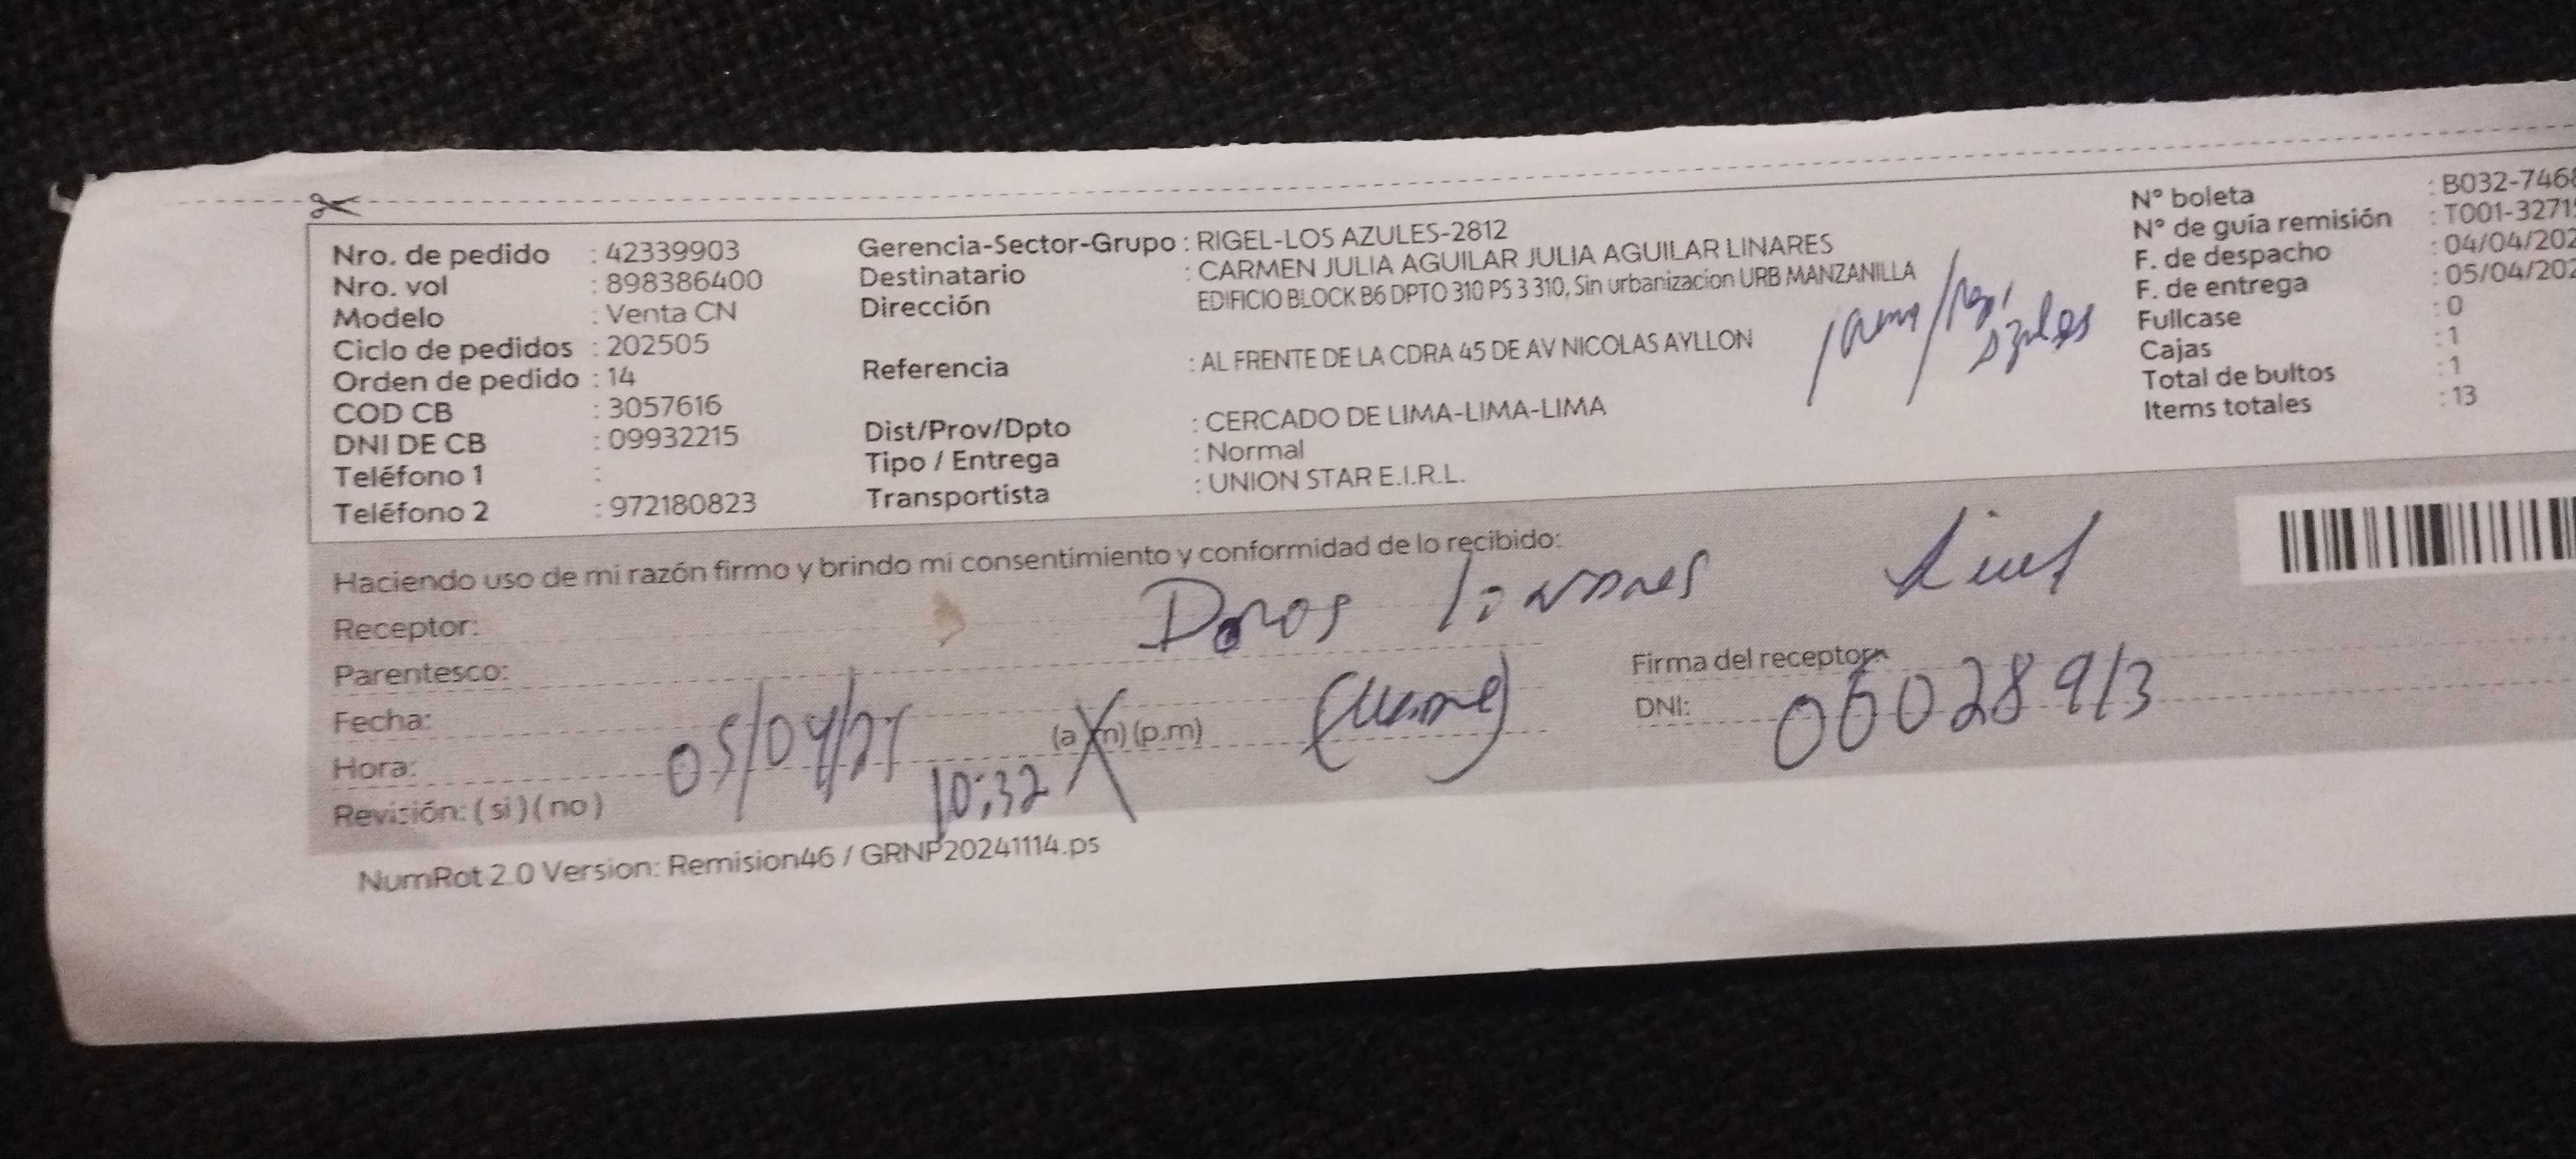 Nro. de pedido : 42339903
Nro. vol : 898386400
Modelo : Venta CN
Ciclo de pedidos : 202505
Orden de pedido : 14
COD CB : 3057616
DNI DE CB : 09932215
Teléfono 1 :
Teléfono 2 : 972180823
Gerencia-Sector-Grupo : RIGEL-LOS AZULES-2812
Destinatario : CARMEN JULIA AGUILAR JULIA AGUILAR LINARES
Dirección EDIFICIO BLOCK B6 DPTO 310 PS 3 310, Sin urbanizacion URB MANZANILLA
Referencia : AL FRENTE DE LA CDRA 45 DE AV NICOLAS AYLLON
Dist/Prov/Dpto : CERCADO DE LIMA-LIMA-LIMA
Tipo / Entrega : Normal
Transportista : UNION STAR E.I.R.L.
azules
N° boleta : B032-746
N° de guía remisión : T001-3271
F. de despacho : 04/04/202
F. de entrega : 05/04/202
Fullcase : 0
Cajas : 1
Total de bultos : 1
Items totales : 13
Haciendo uso de mi razón firmo y brindo mi consentimiento y conformidad de lo recibido:
Receptor:
Parentesco:
Fecha: 05/04/25
Hora: 10:32 (a.m) (p.m)
Revisión: ( si ) ( no )
Firma del receptor:
DNI: 06028913
NumRot 2.0 Version: Remision46 / GRNP20241114.ps